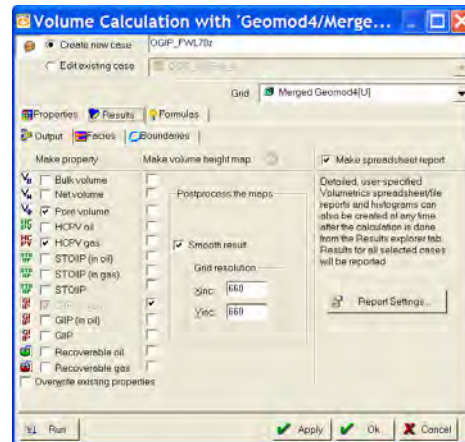 Volume Calculation with 'Geomod4/Merge...
Create new case OGIP_FWL70z
Edit existing case
Grid Merged Geomod4[U]
Properties Results Formulas
Output Facies Boundaries
Make property Make volume height map Make spreadsheet report
Bulk volume
Net volume
Pore volume
HCPV oil
HCPV gas
STOIIP (in oil)
STOIIP (in gas)
STOIIP
GIIP (in oil)
GIIP
Recoverable oil
Recoverable gas
Overwrite existing properties
Postprocess the maps
Smooth result
Grid resolution
Xinc: 660
Yinc: 660
Detailed, user-specified
Volumetrics spreadsheet/file
reports and histograms can
also be created at any time
after the calculation is done
from the Results explorer tab.
Results for all selected cases
will be reported
Report Settings...
Run Apply Ok Cancel